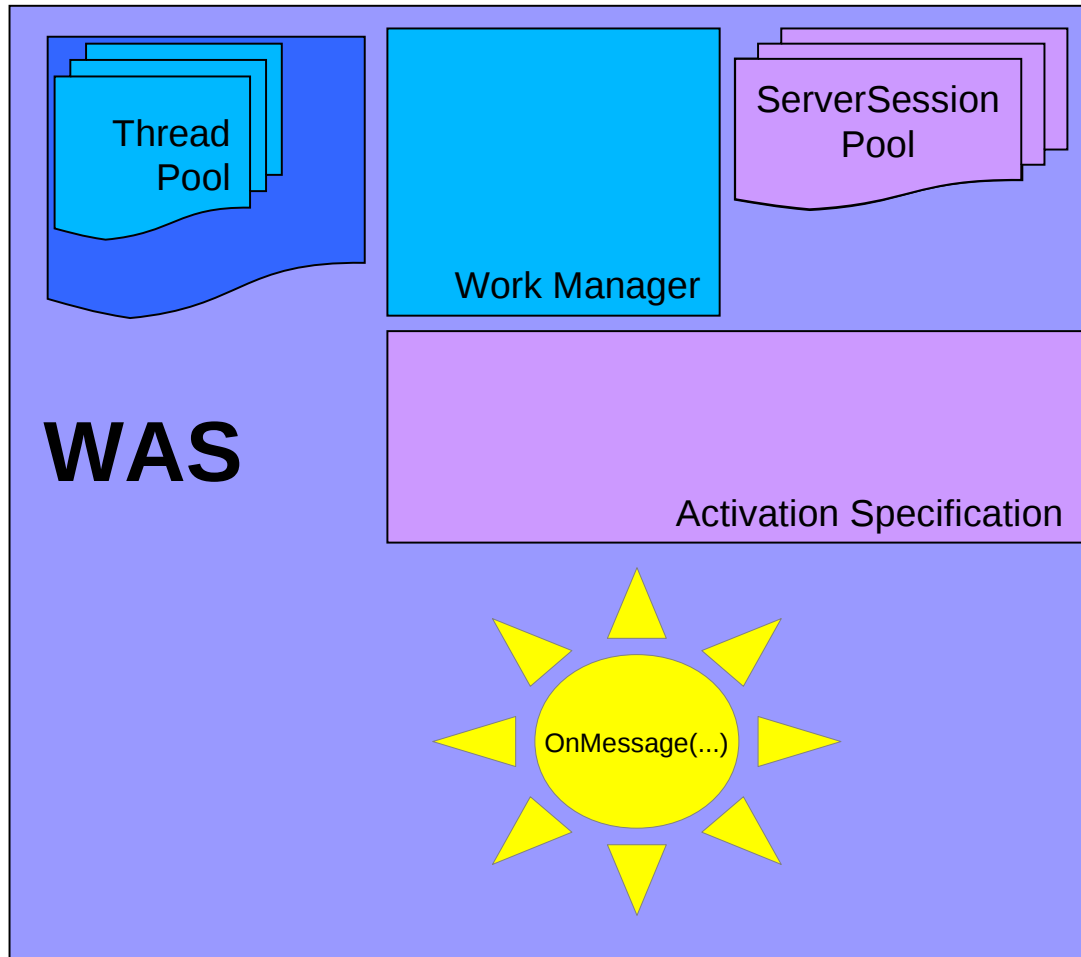 Thread
Pool
ServerSession
Pool
Work Manager
WAS
Activation Specification
OnMessage(...)